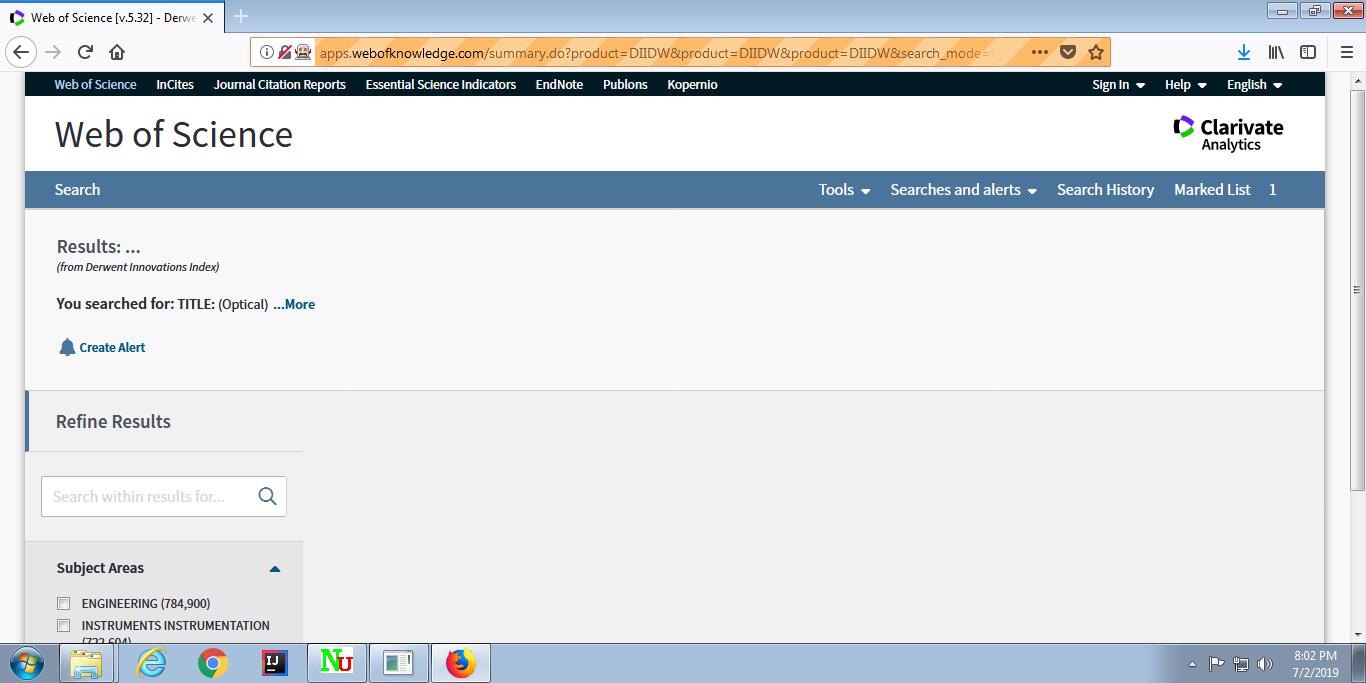 Web of Science [v.5.32] - Derwe
apps.webofknowledge.com/summary.do?product=DIIDW&product=DIIDW&product=DIIDW&search_mode=
Web of Science InCites Journal Citation Reports Essential Science Indicators EndNote Publons Kopernio Sign In Help English
Web of Science
Clarivate
Analytics
Search Tools Searches and alerts Search History Marked List 1
Results: ...
(from Derwent Innovations Index)
You searched for: TITLE: (Optical) ...More
Create Alert
Refine Results
Search within results for...
Subject Areas
ENGINEERING (784,900)
INSTRUMENTS INSTRUMENTATION
(722,604)
IJ
Nu
8:02 PM
7/2/2019